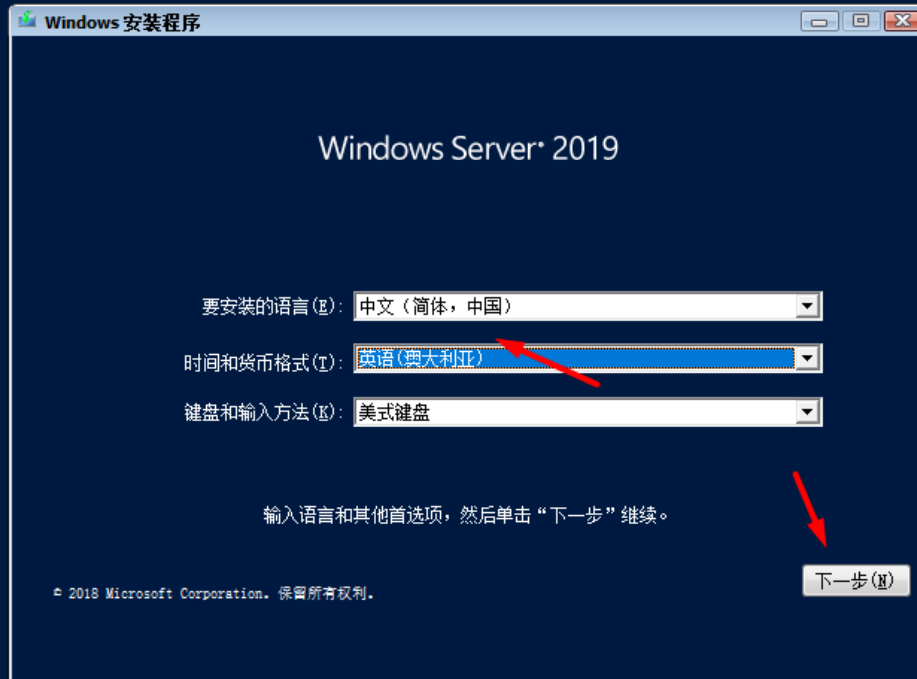 Windows 安装程序
Windows Server 2019
要安装的语言(E): 中文（简体，中国）
时间和货币格式(T): 英语(澳大利亚)
键盘和输入方法(K): 美式键盘
输入语言和其他首选项，然后单击“下一步”继续。
下一步(N)
© 2018 Microsoft Corporation. 保留所有权利。